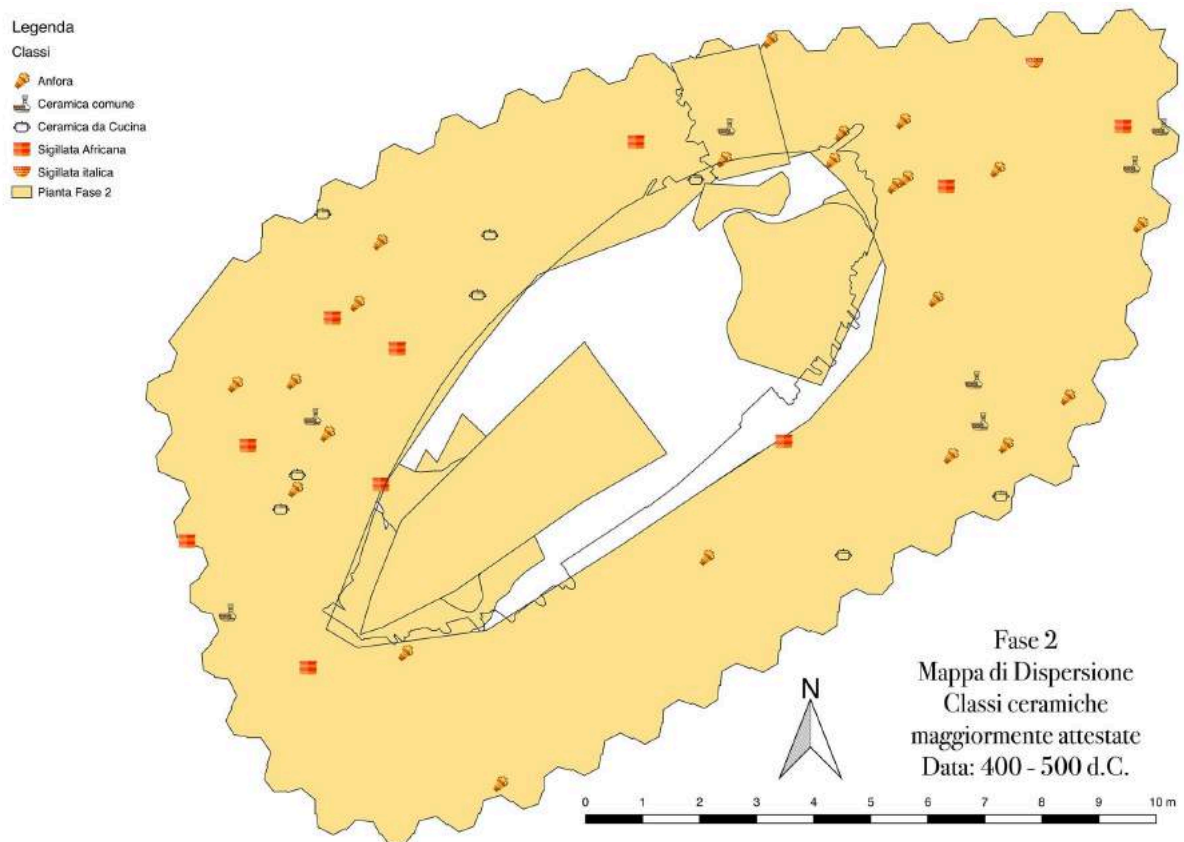 Legenda
Classi
Anfora
Ceramica comune
Ceramica da Cucina
Sigillata Africana
Sigillata italica
Pianta Fase 2
Fase 2
Mappa di Dispersione
Classi ceramiche
maggiormente attestate
Data: 400 - 500 d.C.
N
0 1 2 3 4 5 6 7 8 9 10 m